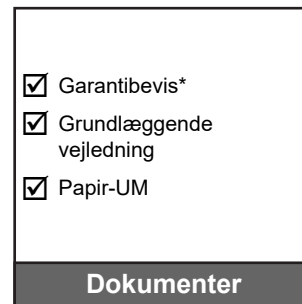 Garantibevis*
Grundlæggende
vejledning
Papir-UM
Dokumenter